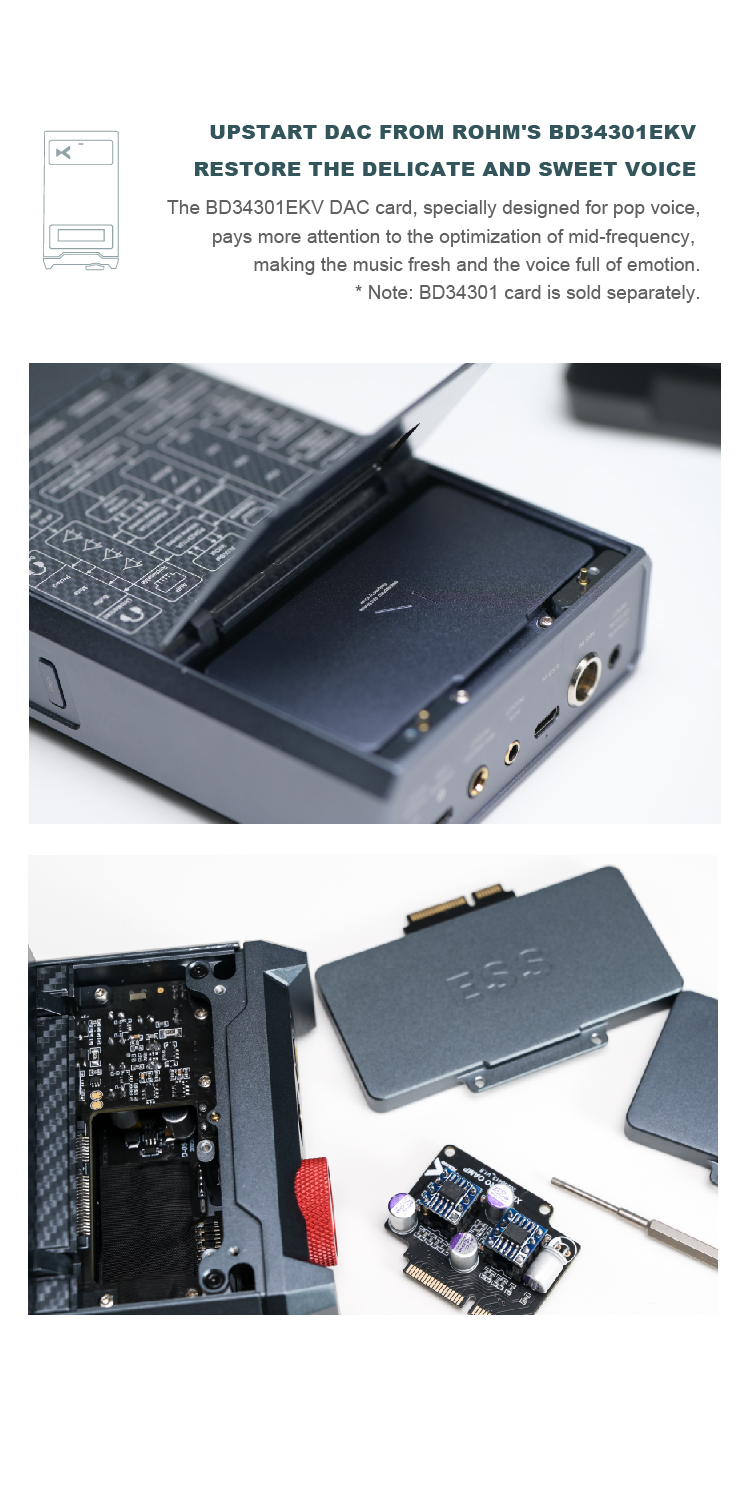 UPSTART DAC FROM ROHM'S BD34301EKV
RESTORE THE DELICATE AND SWEET VOICE
The BD34301EKV DAC card, specially designed for pop voice,
pays more attention to the optimization of mid-frequency,
making the music fresh and the voice full of emotion.
* Note: BD34301 card is sold separately.
ESS